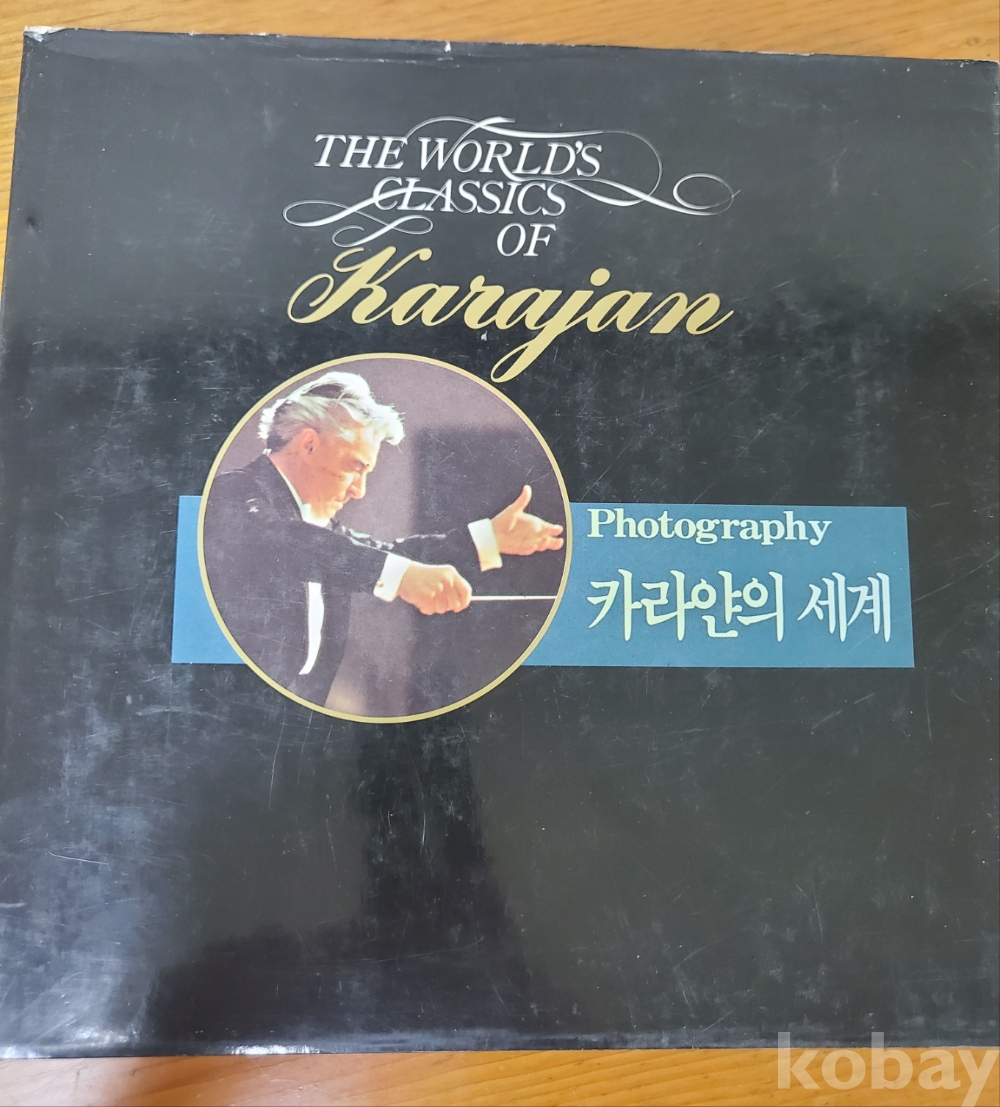 THE WORLD'S
CLASSICS
OF
Karajan
Photography
카라얀의 세계
kobay